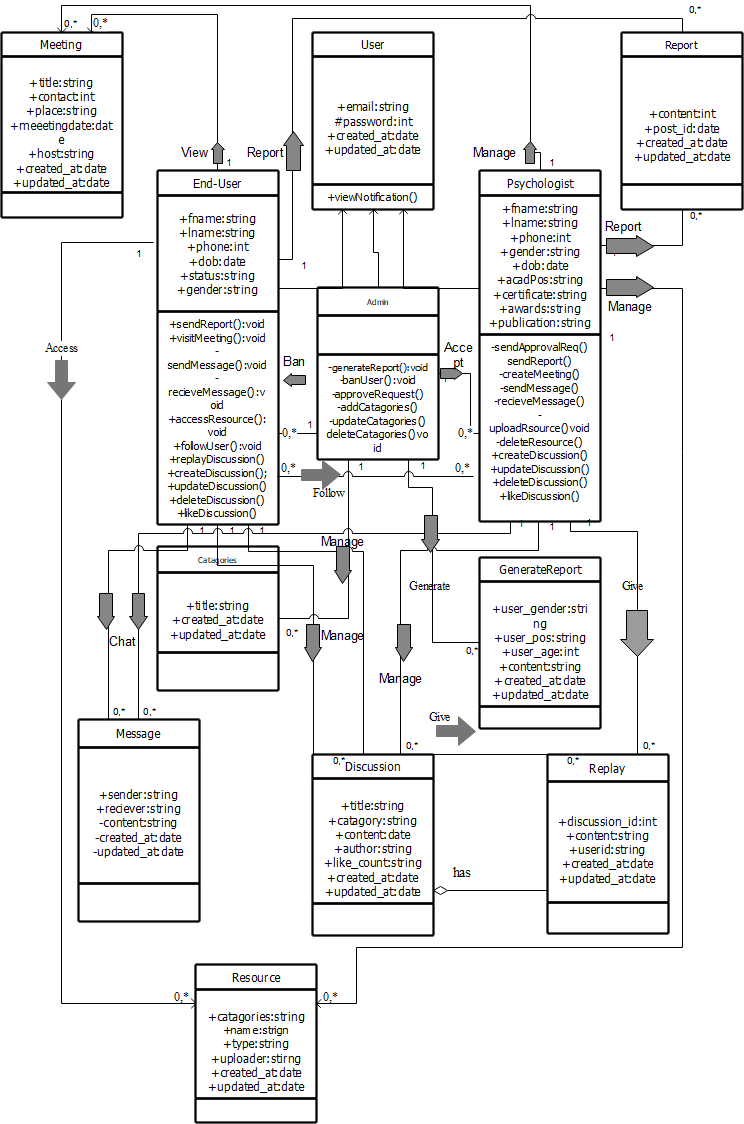 0,*
0,*
0,*
Meeting
+title:string
+contact:int
+place:string
+meeetingdate:dat
e
+host:string
+created_at:date
+updated_at:date
User
+email:string
#password:int
+created_at:date
+updated_at:date
+viewNotification()
Report
+content:int
+post_id:date
+created_at:date
+updated_at:date
View
1
Report
Manage
1
0,*
End-User
+fname:string
+lname:string
+phone:int
+dob:date
+status:string
+gender:string
+sendReport():void
+visitMeeting():void
-
sendMessage():void
-
recieveMessage():v
oid
+accessResource():
void
+followUser():void
+replayDiscussion()
+createDiscussion();
+updateDiscussion()
+deleteDiscussion()
+likeDiscussion()
Psychologist
+fname:string
+lname:string
+phone:int
+gender:string
+dob:date
+acadPos:string
+certificate:string
+awards:string
+publication:string
-sendApprovalReq()
sendReport()
-createMeeting()
-sendMessage()
-recieveMessage()
-
uploadRsource()void
-deleteResource()
+createDiscussion()
+updateDiscussion()
+deleteDiscussion()
+likeDiscussion()
Report
1
Manage
1
1
1
Access
Admin
-generateReport():void
-banUser():void
-approveRequest()
-addCatagories()
-updateCatagories()
deleteCatagories()vo
id
Ban
Acce
pt
-0,*
1
0,*
0,*
0,*
Follow
1
1
1
1
1
1
1
1
Manage
Catagories
+title:string
+created_at:date
+updated_at:date
0,*
Generate
0,*
GenerateReport
+user_gender:stri
ng
+user_pos:string
+user_age:int
+content:string
+created_at:date
+updated_at:date
Give
Chat
Manage
Manage
Give
0,*
0,*
Message
+sender:string
+reciever:string
-content:string
-created_at:date
-updated_at:date
0,*
0,*
0,*
0,*
Discussion
+title:string
+catagory:string
+content:date
+author:string
+like_count:string
+created_at:date
+updated_at:date
has
Replay
+discussion_id:int
+content:string
+userid:string
+created_at:date
+updated_at:date
0,*
0,*
Resource
+catagories:string
+name:strign
+type:string
+uploader:stirng
+created_at:date
+updated_at:date